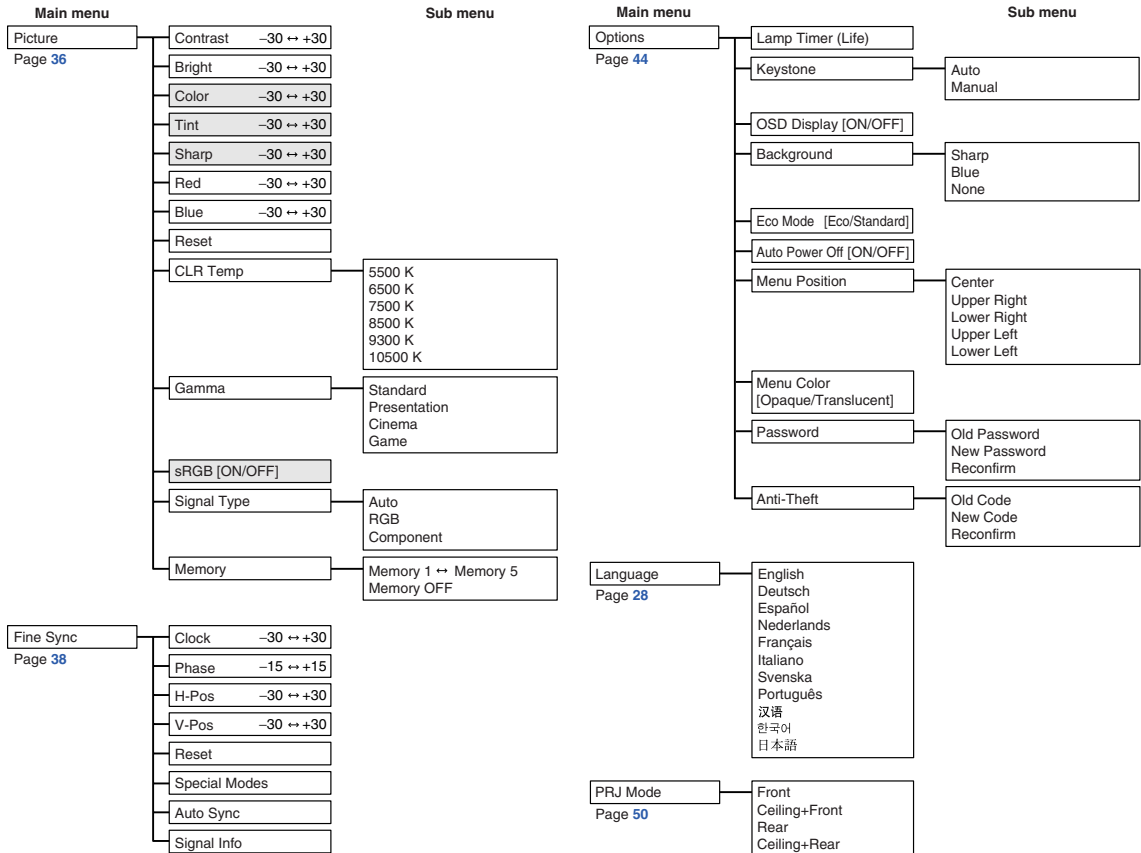 Main menu
Sub menu
Picture
Page 36
Contrast −30 ↔ +30
Bright −30 ↔ +30
Color −30 ↔ +30
Tint −30 ↔ +30
Sharp −30 ↔ +30
Red −30 ↔ +30
Blue −30 ↔ +30
Reset
CLR Temp
5500 K
6500 K
7500 K
8500 K
9300 K
10500 K
Gamma
Standard
Presentation
Cinema
Game
sRGB [ON/OFF]
Signal Type
Auto
RGB
Component
Memory
Memory 1 ↔ Memory 5
Memory OFF
Fine Sync
Page 38
Clock −30 ↔ +30
Phase −15 ↔ +15
H-Pos −30 ↔ +30
V-Pos −30 ↔ +30
Reset
Special Modes
Auto Sync
Signal Info
Main menu
Sub menu
Options
Page 44
Lamp Timer (Life)
Keystone
Auto
Manual
OSD Display [ON/OFF]
Background
Sharp
Blue
None
Eco Mode [Eco/Standard]
Auto Power Off [ON/OFF]
Menu Position
Center
Upper Right
Lower Right
Upper Left
Lower Left
Menu Color
[Opaque/Translucent]
Password
Old Password
New Password
Reconfirm
Anti-Theft
Old Code
New Code
Reconfirm
Language
Page 28
English
Deutsch
Español
Nederlands
Français
Italiano
Svenska
Português
汉语
한국어
日本語
PRJ Mode
Page 50
Front
Ceiling+Front
Rear
Ceiling+Rear